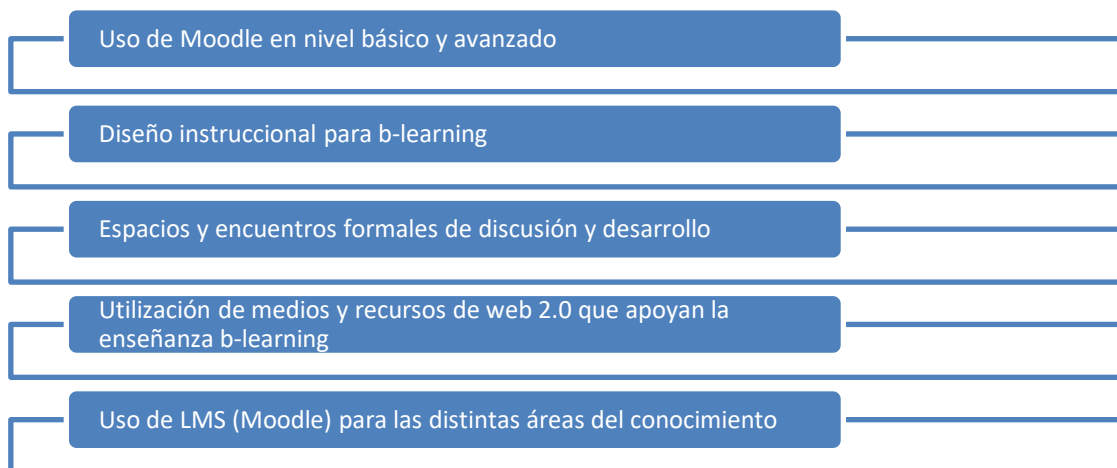 Uso de Moodle en nivel básico y avanzado
Diseño instruccional para b-learning
Espacios y encuentros formales de discusión y desarrollo
Utilización de medios y recursos de web 2.0 que apoyan la
enseñanza b-learning
Uso de LMS (Moodle) para las distintas áreas del conocimiento